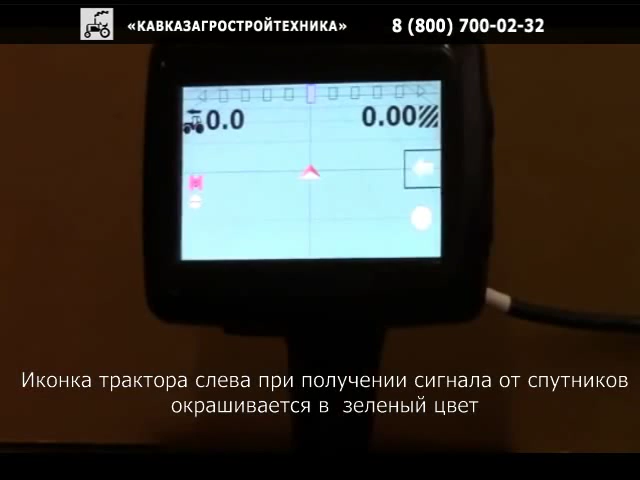 «КАВКАЗАГРОСТРОЙТЕХНИКА» 8 (800) 700-02-32
0.0 0.00
Иконка трактора слева при получении сигнала от спутников
окрашивается в зеленый цвет